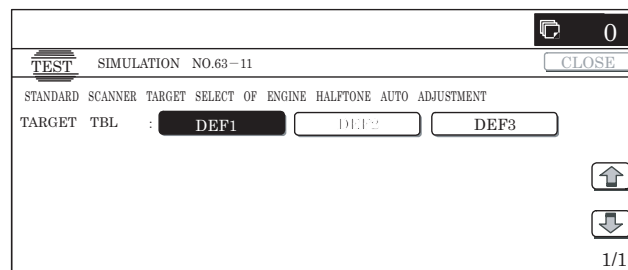 0
TEST SIMULATION NO.63-11 CLOSE
STANDARD SCANNER TARGET SELECT OF ENGINE HALFTONE AUTO ADJUSTMENT
TARGET TBL : DEF1 DEF2 DEF3
1/1